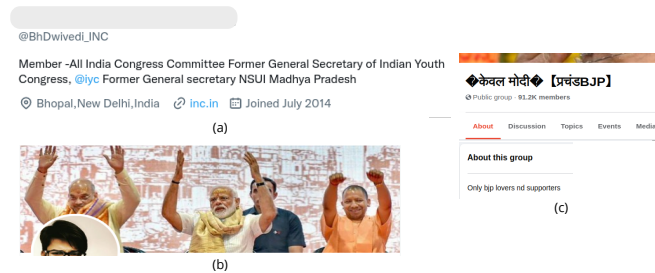 @BhDwivedi_INC
Member -All India Congress Committee Former General Secretary of Indian Youth
Congress, @iyc Former General secretary NSUI Madhya Pradesh
Bhopal,New Delhi,India inc.in Joined July 2014
(a)
(b)
�केवल मोदी�【प्रचंडBJP】
Public group · 91.2K members
About Discussion Topics Events Media
About this group
Only bjp lovers nd supporters
(c)